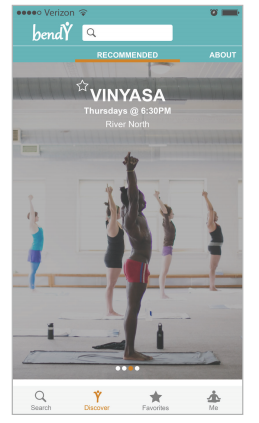 Verizon
bendy
RECOMMENDED ABOUT
VINYASA
Thursdays @ 6:30PM
River North
Search Discover Favorites Me